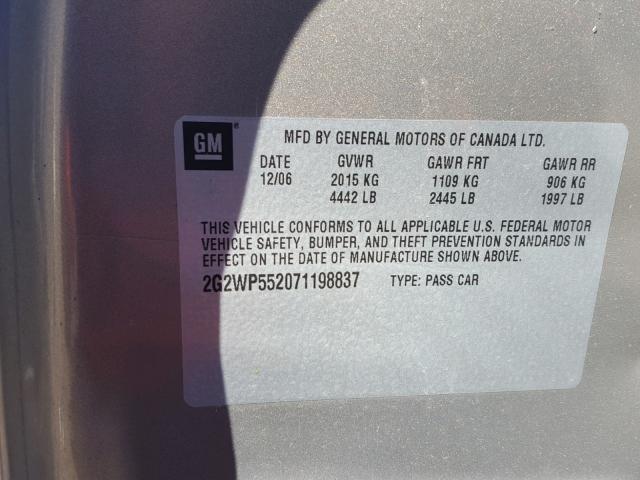 GM ® MFD BY GENERAL MOTORS OF CANADA LTD.
DATE GVWR GAWR FRT GAWR RR
12/06 2015 KG 1109 KG 906 KG
4442 LB 2445 LB 1997 LB
THIS VEHICLE CONFORMS TO ALL APPLICABLE U.S. FEDERAL MOTOR
VEHICLE SAFETY, BUMPER, AND THEFT PREVENTION STANDARDS IN
EFFECT ON THE DATE OF MANUFACTURE SHOWN ABOVE.
2G2WP552071198837 TYPE: PASS CAR